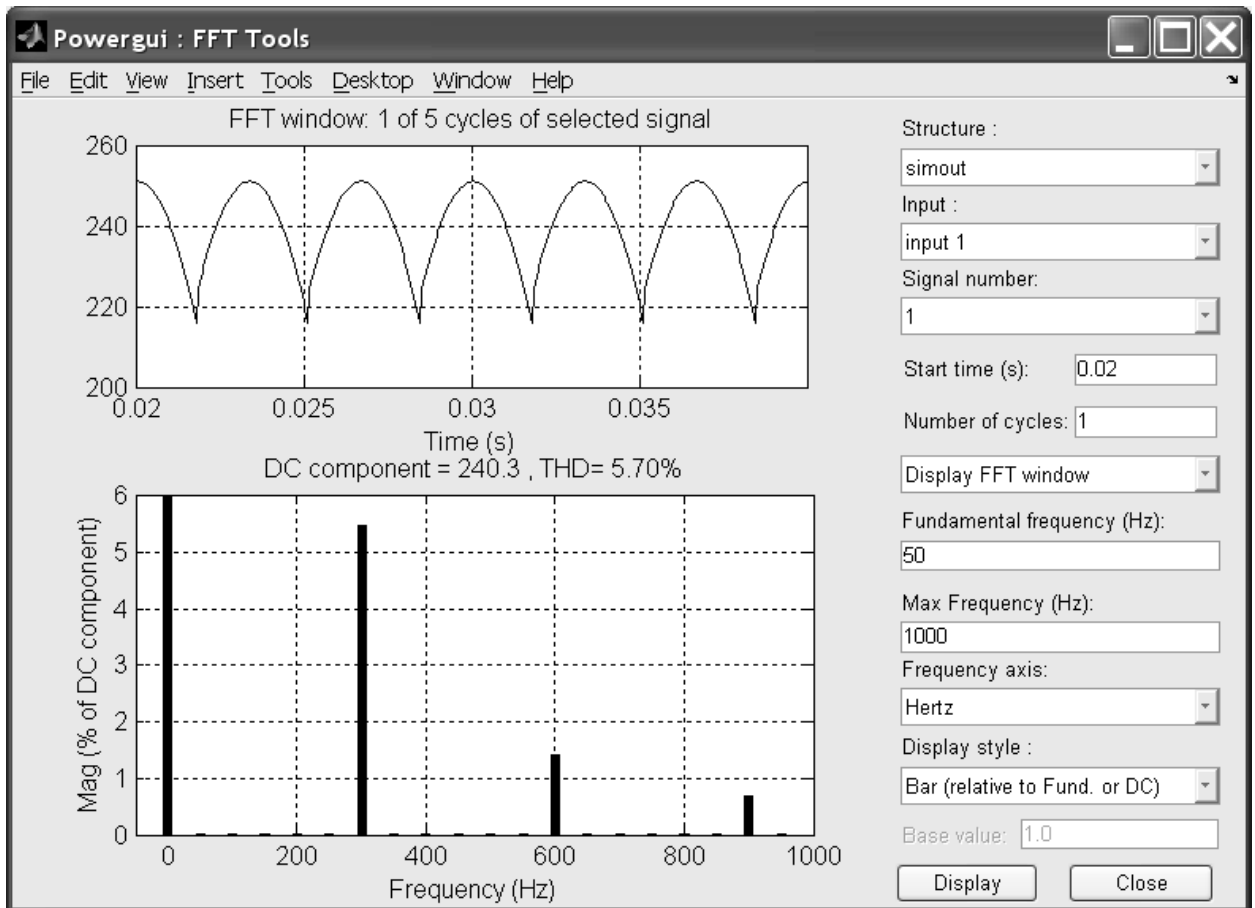 Powergui : FFT Tools
File Edit View Insert Tools Desktop Window Help
FFT window: 1 of 5 cycles of selected signal
260
240
220
200
0.02 0.025 0.03 0.035
Time (s)
DC component = 240.3 , THD= 5.70%
6
5
4
3
2
1
0
Mag (% of DC component)
0 200 400 600 800 1000
Frequency (Hz)
Structure :
simout
Input :
input 1
Signal number:
1
Start time (s): 0.02
Number of cycles: 1
Display FFT window
Fundamental frequency (Hz):
50
Max Frequency (Hz):
1000
Frequency axis:
Hertz
Display style :
Bar (relative to Fund. or DC)
Base value: 1.0
Display Close